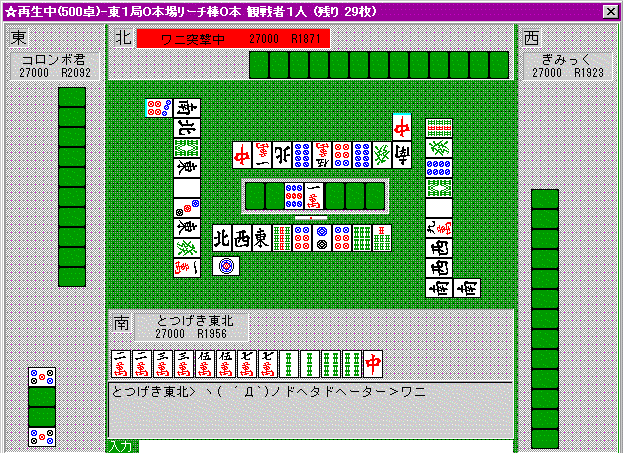 ★再生中(500卓)-東1局0本場リーチ棒0本 観戦者1人 (残り 29枚)
東
コロンボ君
27000 R2092
北
ワニ突撃中 27000 R1871
西
ぎみっく
27000 R1923
南
とつげき東北
27000 R1956
とつげき東北> ヽ( ´Д`)ノドヘタドヘーター>ワニ
入力